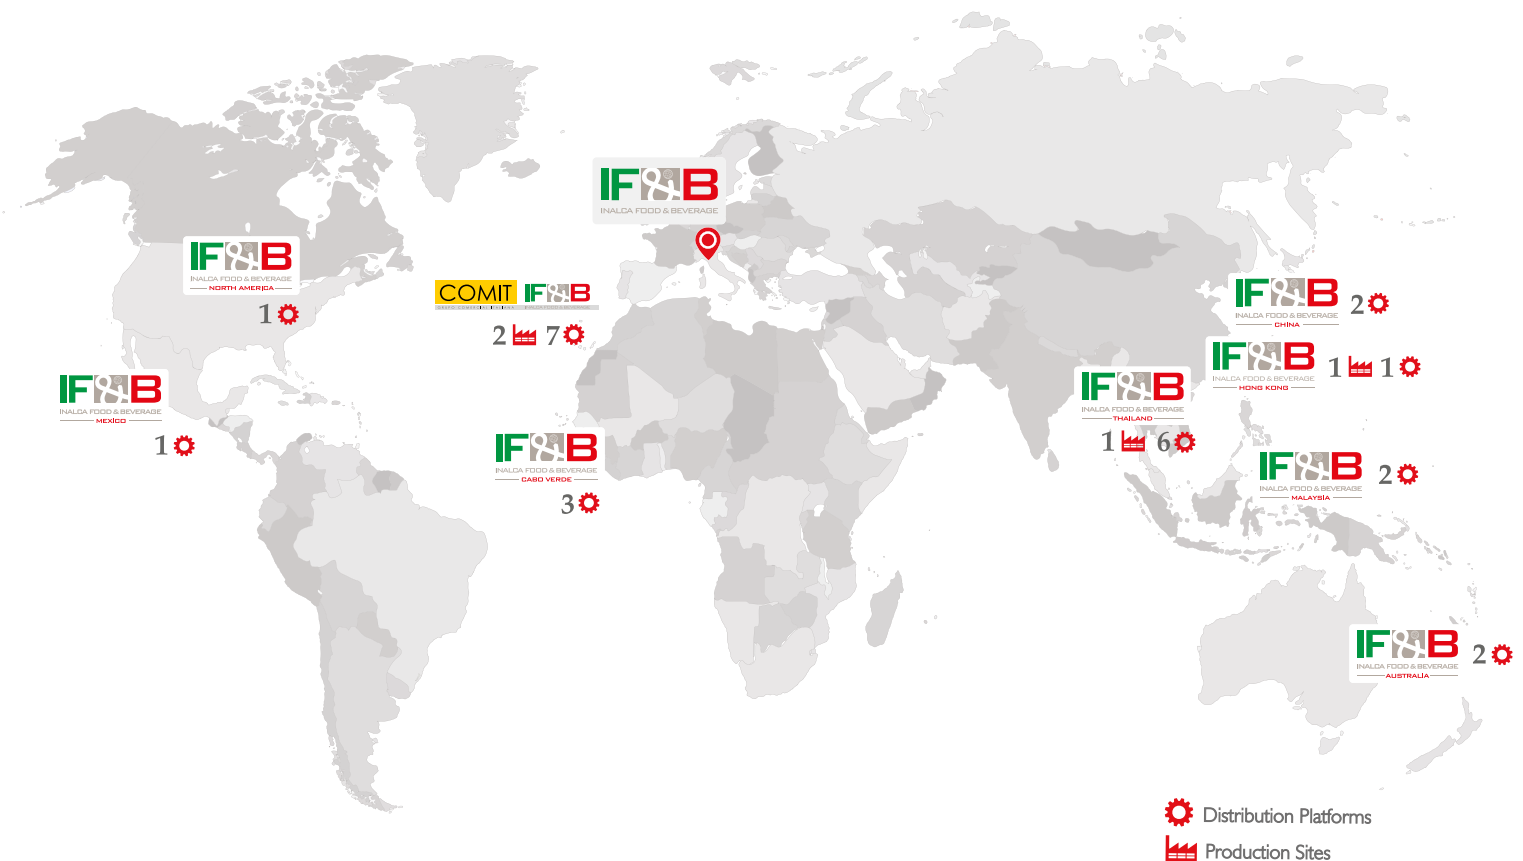 IF&B
INALCA FOOD & BEVERAGE
IF&B
INALCA FOOD & BEVERAGE
NORTH AMERICA
1
COMIT
IF&B
INALCA FOOD & BEVERAGE
2 7
IF&B
INALCA FOOD & BEVERAGE
CHINA
2
IF&B
INALCA FOOD & BEVERAGE
HONG KONG
1 1
IF&B
INALCA FOOD & BEVERAGE
MEXICO
1
IF&B
INALCA FOOD & BEVERAGE
THAILAND
1 6
IF&B
INALCA FOOD & BEVERAGE
CABO VERDE
3
IF&B
INALCA FOOD & BEVERAGE
MALAYSIA
2
IF&B
INALCA FOOD & BEVERAGE
AUSTRALIA
2
Distribution Platforms
Production Sites